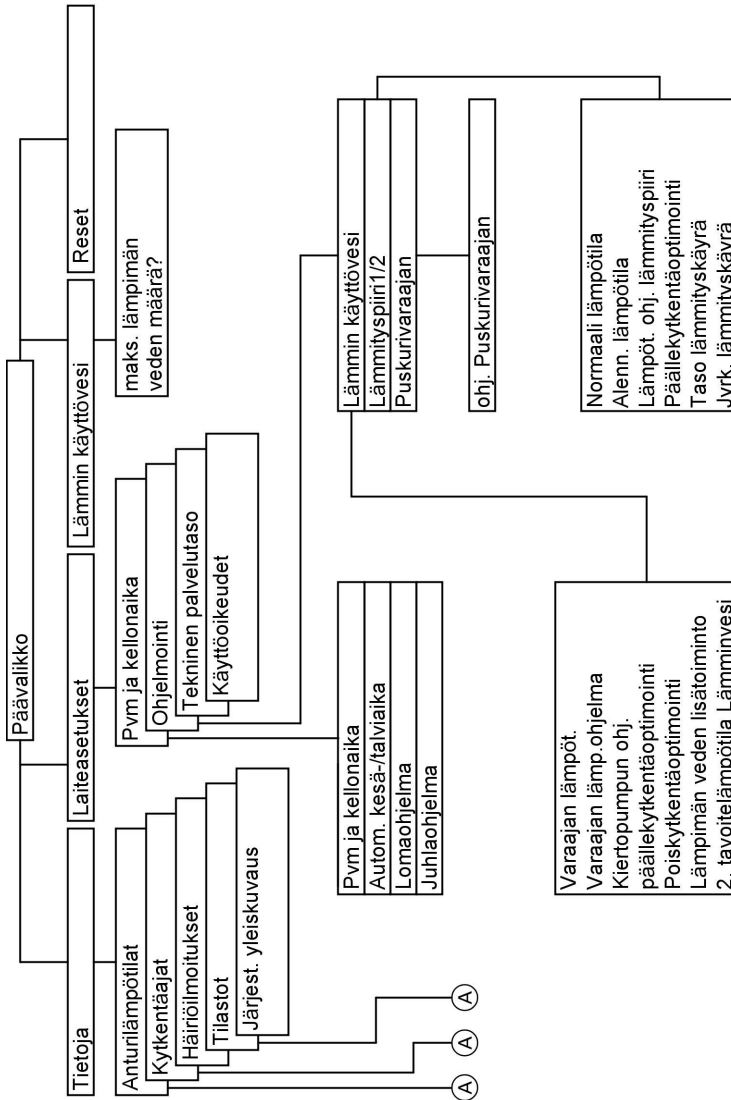 Päävalikko
Tietoja
Laiteasetukset
Lämmin käyttövesi
Reset
Anturilämpötilat
Kytkentäajat
Häiriöilmoitukset
Tilastot
Järjest. yleiskuvaus
Pvm ja kellonaika
Ohjelmointi
Tekninen palvelutaso
Käyttöoikeudet
maks. lämpimän
veden määrä?
A
A
A
Pvm ja kellonaika
Autom. kesä-/talviaika
Lomaohjelma
Juhlaohjelma
Lämmin käyttövesi
Lämmityspiiri1/2
Puskurivaraajan
ohj. Puskurivaraajan
Varaajan lämpöt.
Varaajan lämp.ohjelma
Kiertopumpun ohj.
päällekytkentäoptimointi
Poiskytkentäoptimointi
Lämpimän veden lisätoiminto
2. tavoitelämpötila Lämminvesi
Normaali lämpötila
Alenn. lämpötila
Lämpöt. ohj. lämmityspiiri
Päällekytkentäoptimointi
Taso lämmityskäyrä
Jyrk. lämmityskäyrä